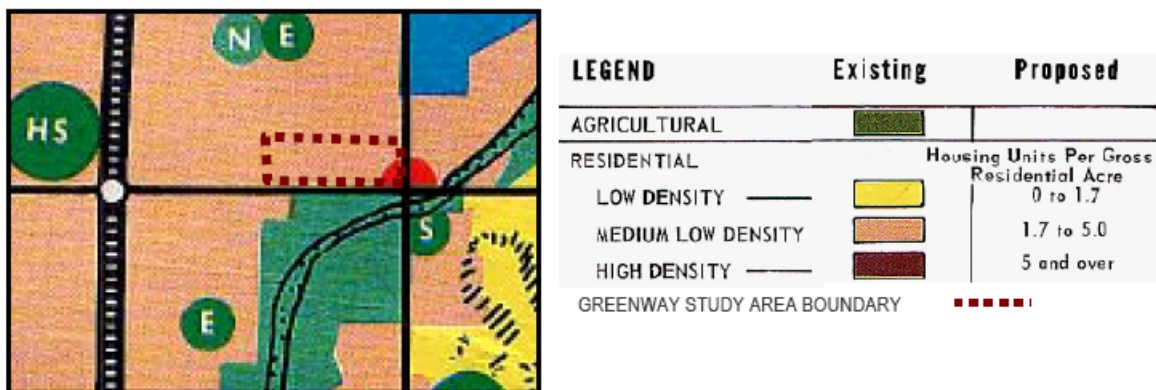 N E
HS
S
E
LEGEND Existing Proposed
AGRICULTURAL
RESIDENTIAL Housing Units Per Gross
Residential Acre
LOW DENSITY 0 to 1.7
MEDIUM LOW DENSITY 1.7 to 5.0
HIGH DENSITY 5 and over
GREENWAY STUDY AREA BOUNDARY